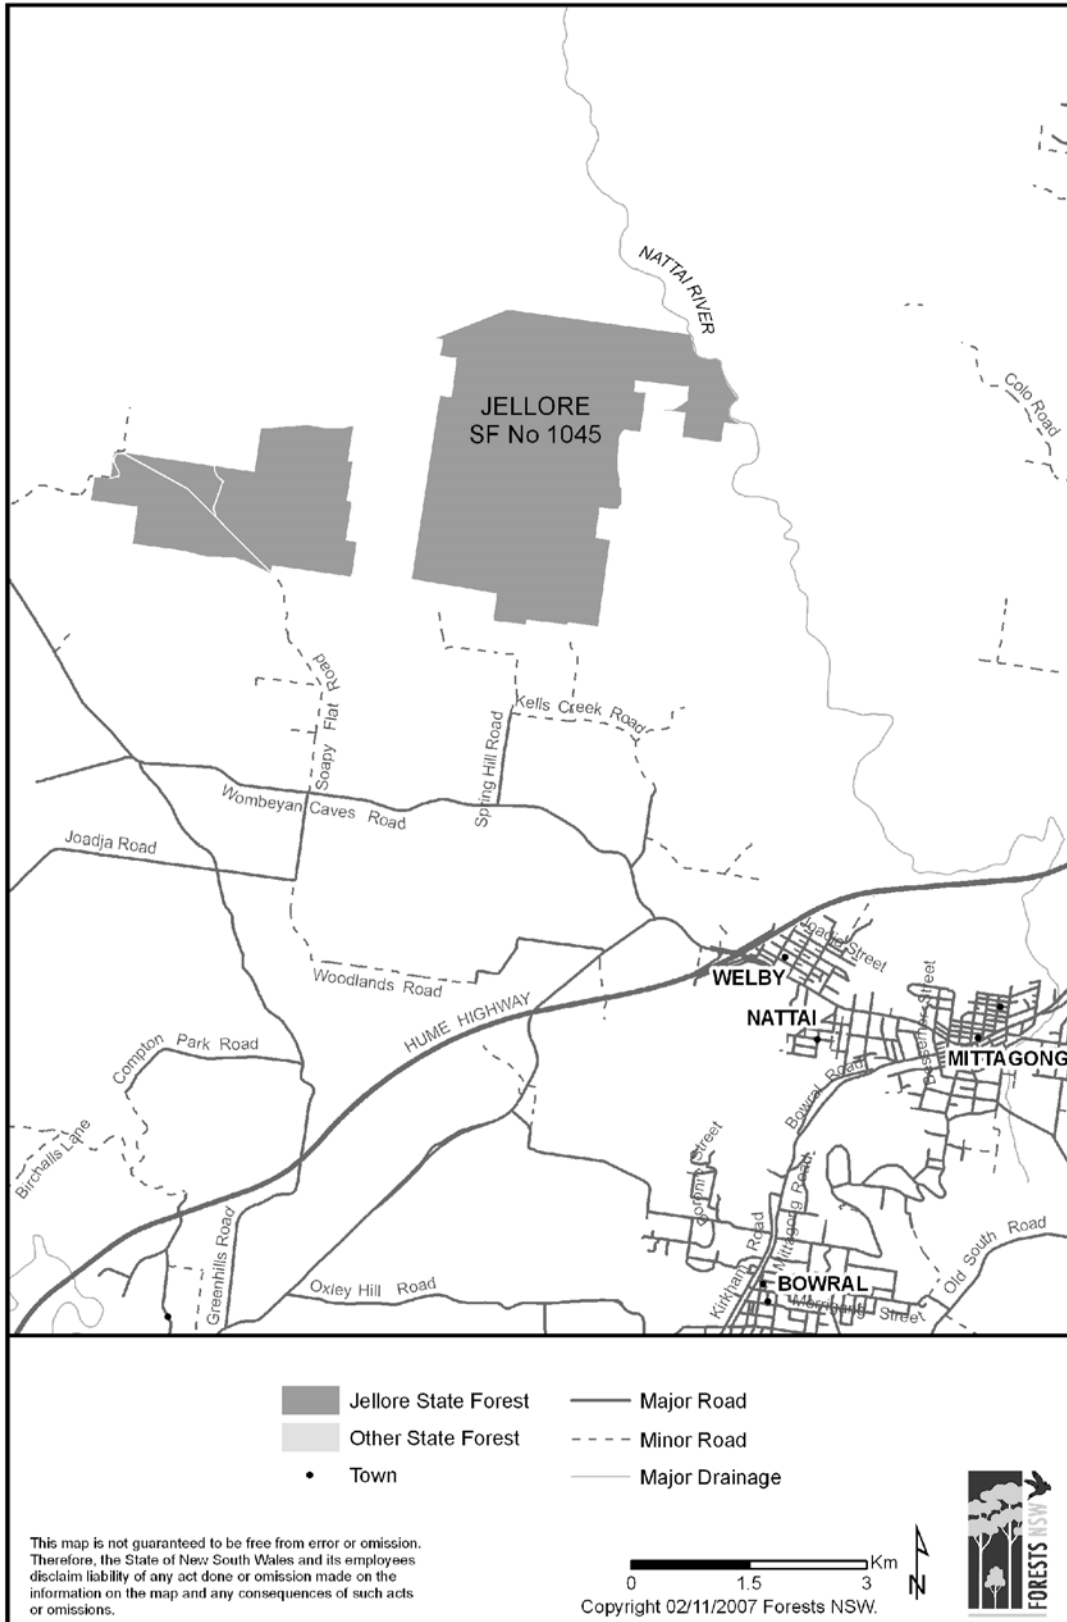 NATTAI RIVER
Colo Road
JELLORE
SF No 1045
Soapy Flat Road
Kells Creek Road
Spring Hill Road
Wombeyan Caves Road
Joadja Road
Joadja Street
WELBY
Woodlands Road
HUME HIGHWAY
NATTAI
Bessemer Street
MITTAGONG
Compton Park Road
Bowral Road
Birchalls Lane
Boronia Street
Mittagong Road
Kirkham Road
Greenhills Road
Old South Road
Oxley Hill Road
BOWRAL
Merrigang Street
Jellore State Forest
Major Road
Other State Forest
Minor Road
Town
Major Drainage
This map is not guaranteed to be free from error or omission.
Therefore, the State of New South Wales and its employees
disclaim liability of any act done or omission made on the
information on the map and any consequences of such acts
or omissions.
Km
0 1.5 3
Copyright 02/11/2007 Forests NSW.
N
FORESTS NSW